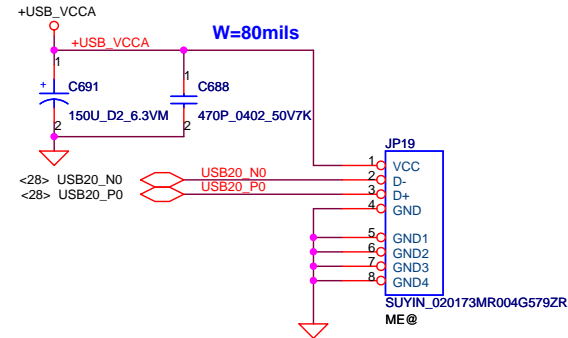 +USB_VCCA
+USB_VCCA
W=80mils
1
+
C691
150U_D2_6.3VM
2
1
C688
470P_0402_50V7K
2
JP19
<28> USB20_N0
<28> USB20_P0
USB20_N0
USB20_P0
1 VCC
2 D-
3 D+
4 GND
5 GND1
6 GND2
7 GND3
8 GND4
SUYIN_020173MR004G579ZR
ME@